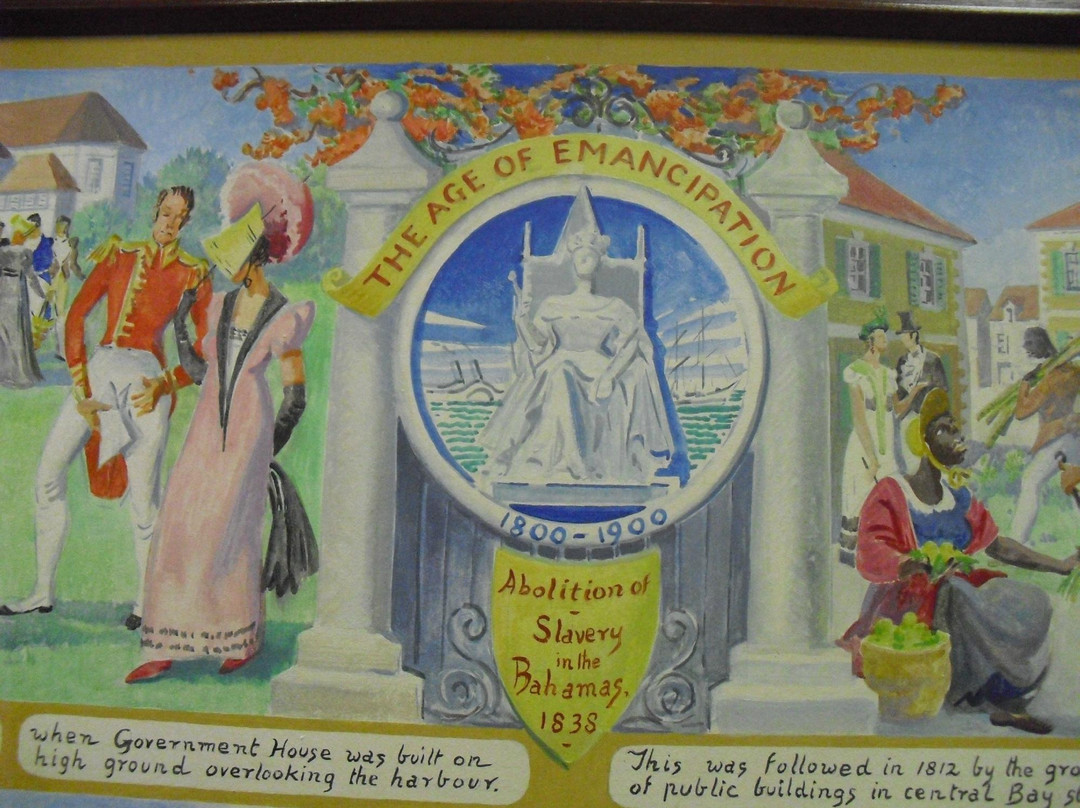 THE AGE OF EMANCIPATION
1800-1900
Abolition of
Slavery
in the
Bahamas,
1838
when Government House was built on
high ground overlooking the harbour.
This was followed in 1812 by the
of public buildings in central Bay